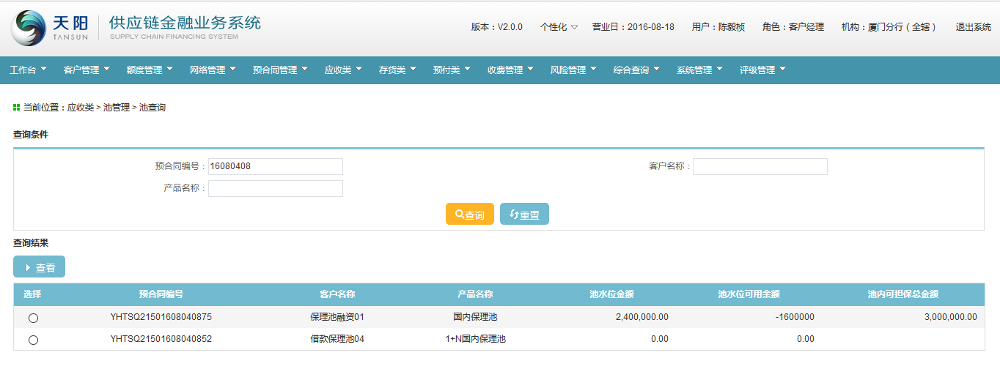 天阳 供应链金融业务系统
TANSUN SUPPLY CHAIN FINANCING SYSTEM
版本：V2.0.0 个性化 营业日：2016-08-18 用户：陈毅桢 角色：客户经理 机构：厦门分行（全辖） 退出系统
工作台 客户管理 额度管理 网络管理 预合同管理 应收类 存货类 预付类 收费管理 风险管理 综合查询 系统管理 评级管理
当前位置：应收类 > 池管理 > 池查询
查询条件
预合同编号：16080408 客户名称：
产品名称：
查询 重置
查询结果
查看
选择 预合同编号 客户名称 产品名称 池水位金额 池水位可用余额 池内可担保总金额
YHTSQ21501608040875 保理池融资01 国内保理池 2,400,000.00 -1600000 3,000,000.00
YHTSQ21501608040852 借款保理池04 1+N国内保理池 0.00 0.00